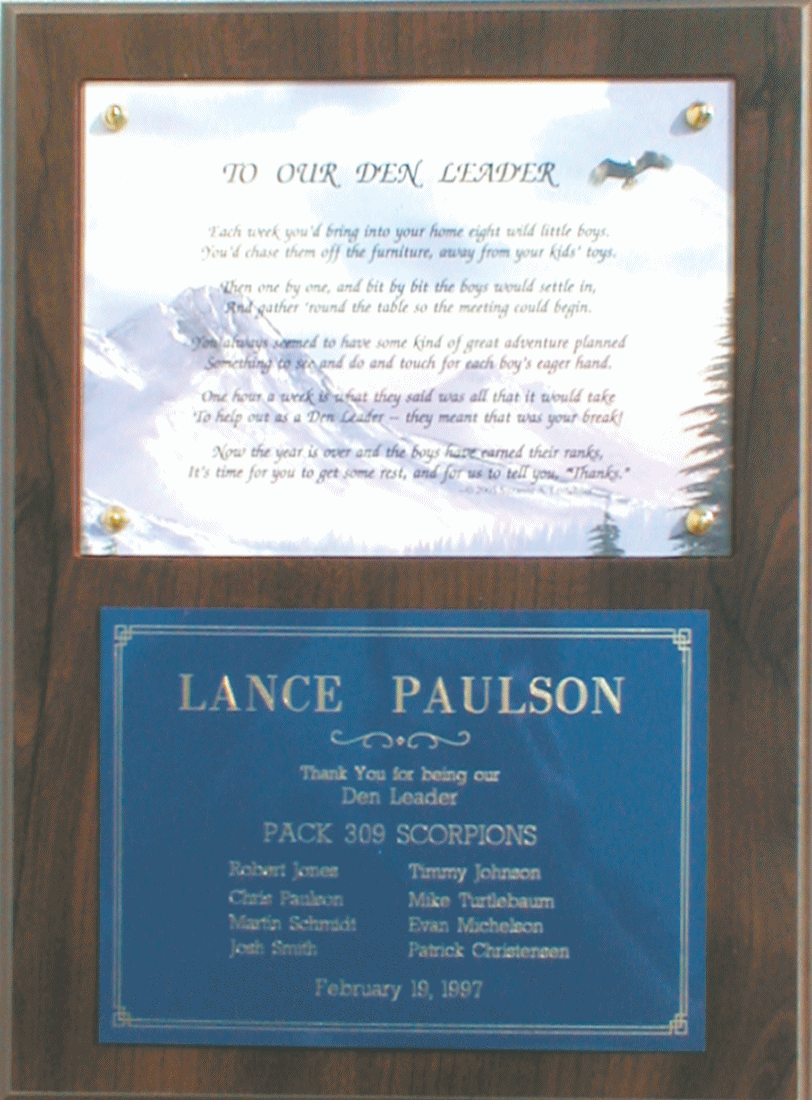 TO OUR DEN LEADER
Each week you'd bring into your home eight wild little boys.
You'd chase them off the furniture, away from your kids' toys.
Then one by one, and bit by bit the boys would settle in,
And gather 'round the table so the meeting could begin.
You always seemed to have some kind of great adventure planned
Something to see and do and touch for each boy's eager hand.
One hour a week is what they said was all that it would take
To help out as a Den Leader – they meant that was your break!
Now the year is over and the boys have earned their ranks,
It's time for you to get some rest, and for us to tell you, "Thanks."
© 2003 Suzanne A.
LANCE PAULSON
Thank You for being our
Den Leader
PACK 309 SCORPIONS
Robert Jones Timmy Johnson
Chris Paulson Mike Turtlebaum
Martin Schmidt Evan Michelson
Josh Smith Patrick Christensen
February 19, 1997